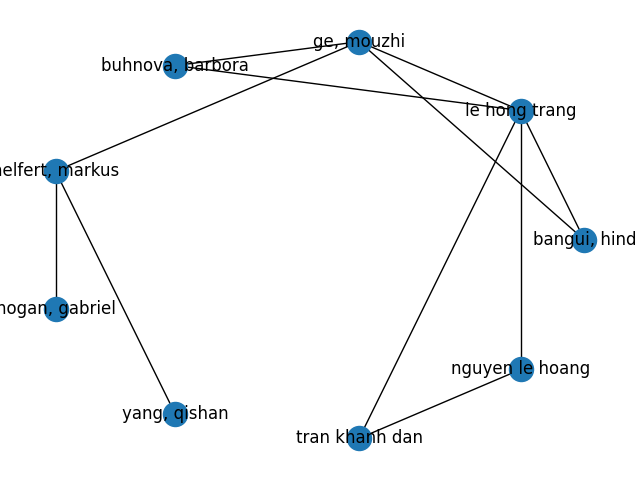 ge, mouzhi
buhnova, barbora
le hong trang
helfert, markus
bangui, hind
hogan, gabriel
nguyen le hoang
yang, qishan
tran khanh dan